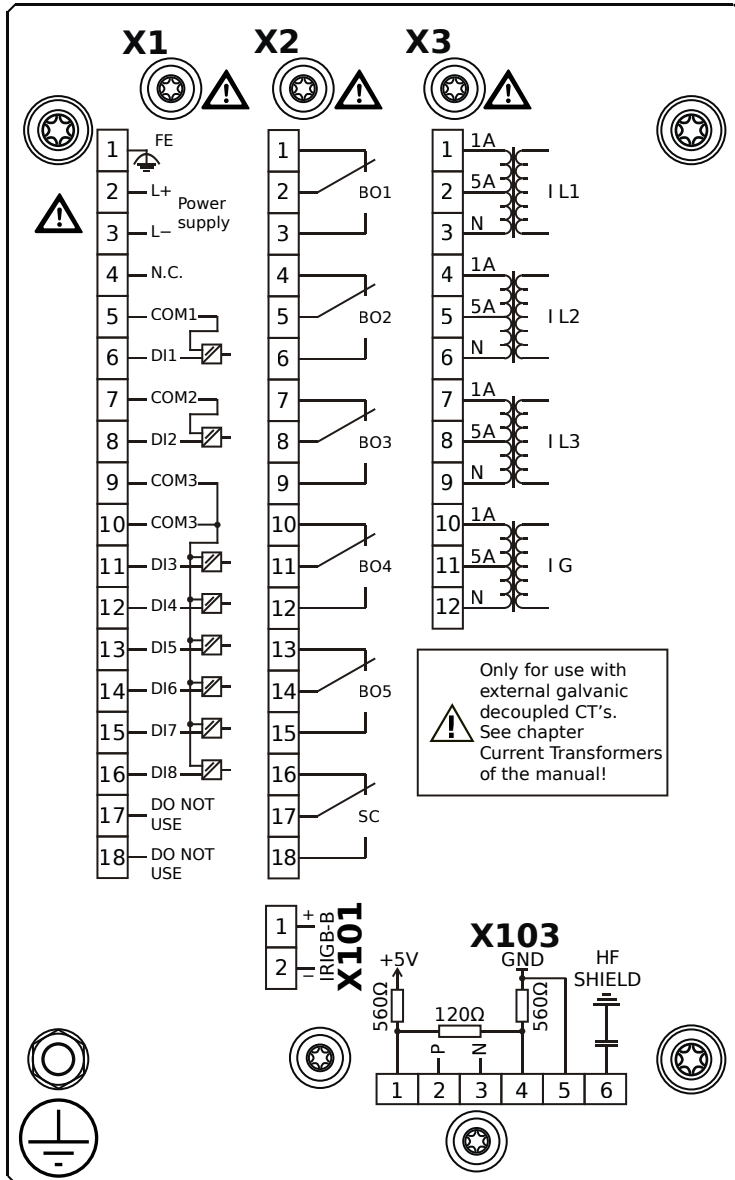 X1
1 FE
2 L+ Power
supply
3 L−
4 N.C.
5 COM1
6 DI1
7 COM2
8 DI2
9 COM3
10 COM3
11 DI3
12 DI4
13 DI5
14 DI6
15 DI7
16 DI8
17 DO NOT
USE
18 DO NOT
USE
X2
1
2 BO1
3
4
5 BO2
6
7
8 BO3
9
10
11 BO4
12
13
14 BO5
15
16
17 SC
18
X3
1 1A
2 5A I L1
3 N
4 1A
5 5A I L2
6 N
7 1A
8 5A I L3
9 N
10 1A
11 5A I G
12 N
Only for use with
external galvanic
decoupled CT's.
See chapter
Current Transformers
of the manual!
X101
IRIGB-B
1 +
2 −
X103
+5V
GND
HF
SHIELD
560Ω
120Ω
560Ω
P
N
1 2 3 4 5 6